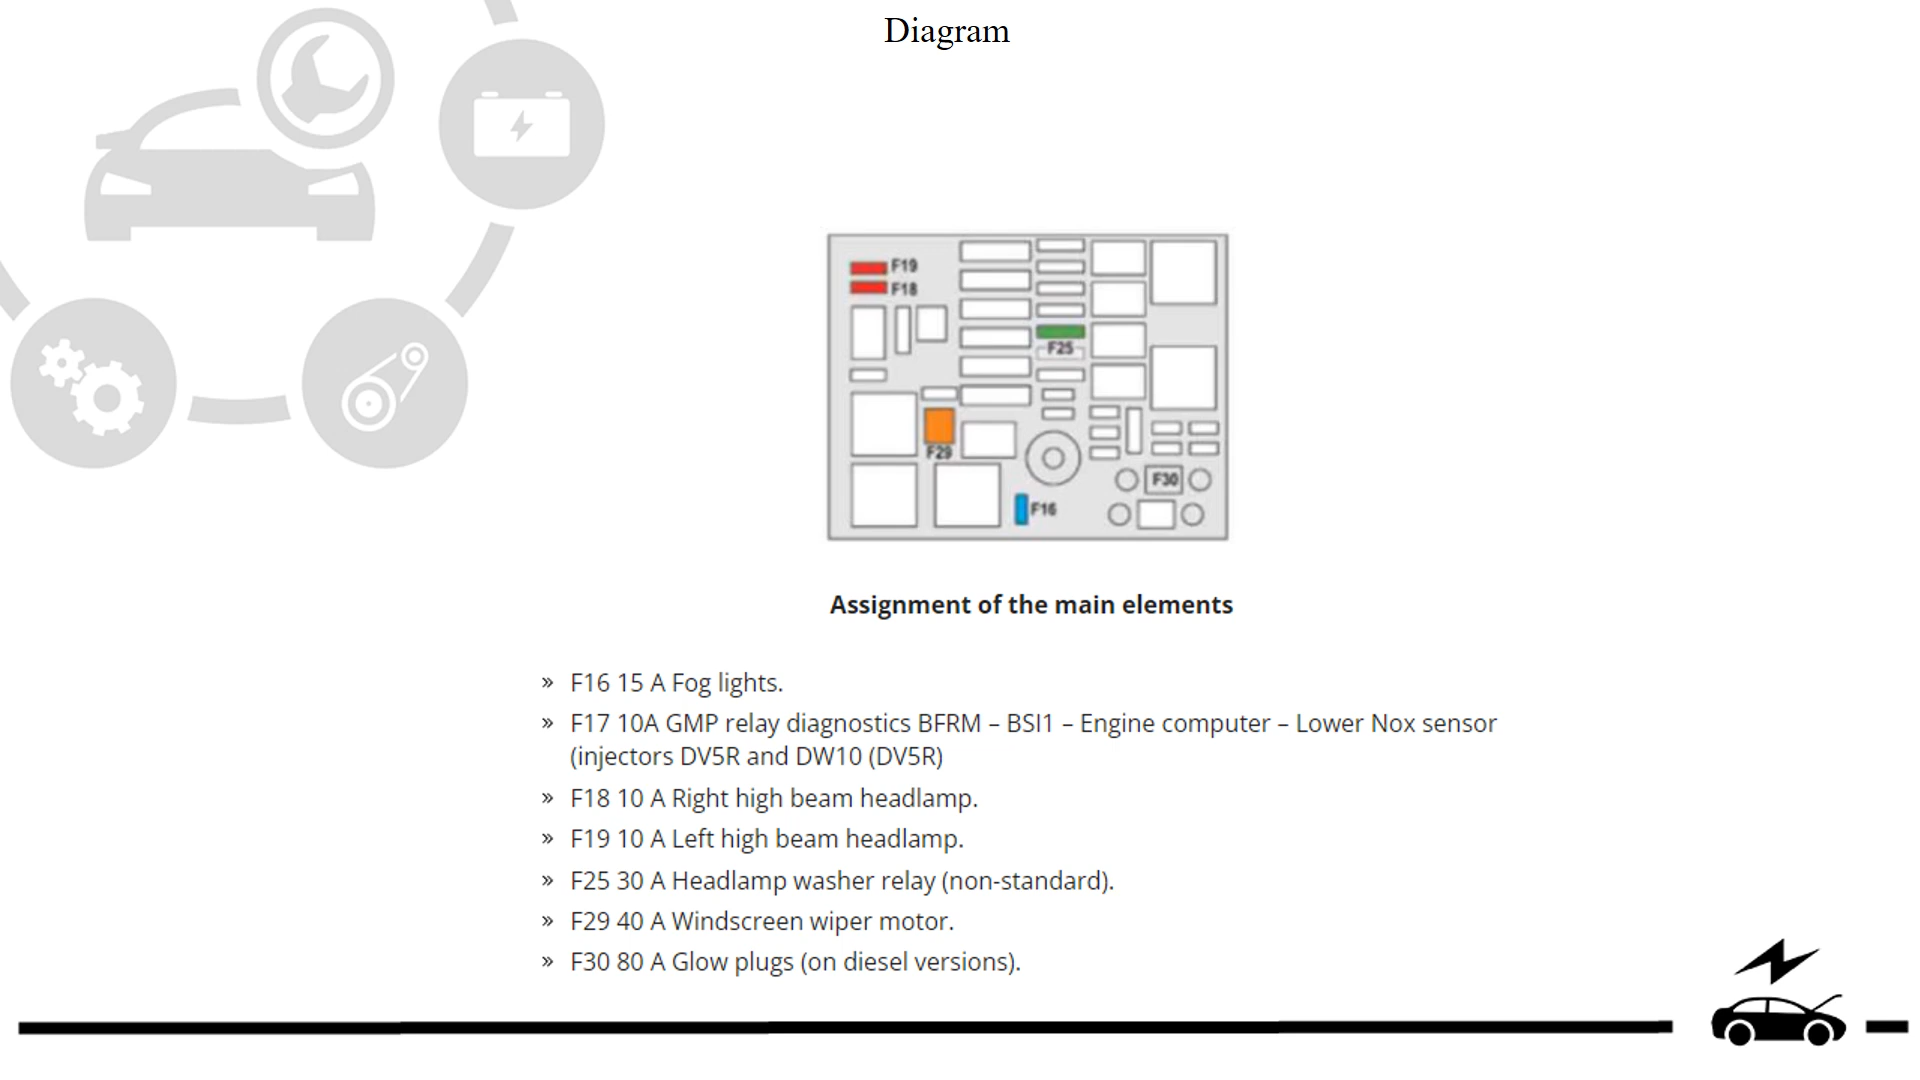 Diagram
F19
F18
F25
F29
F30
F16
Assignment of the main elements
» F16 15 A Fog lights.
» F17 10A GMP relay diagnostics BFRM – BSI1 – Engine computer – Lower Nox sensor
(injectors DV5R and DW10 (DV5R)
» F18 10 A Right high beam headlamp.
» F19 10 A Left high beam headlamp.
» F25 30 A Headlamp washer relay (non-standard).
» F29 40 A Windscreen wiper motor.
» F30 80 A Glow plugs (on diesel versions).